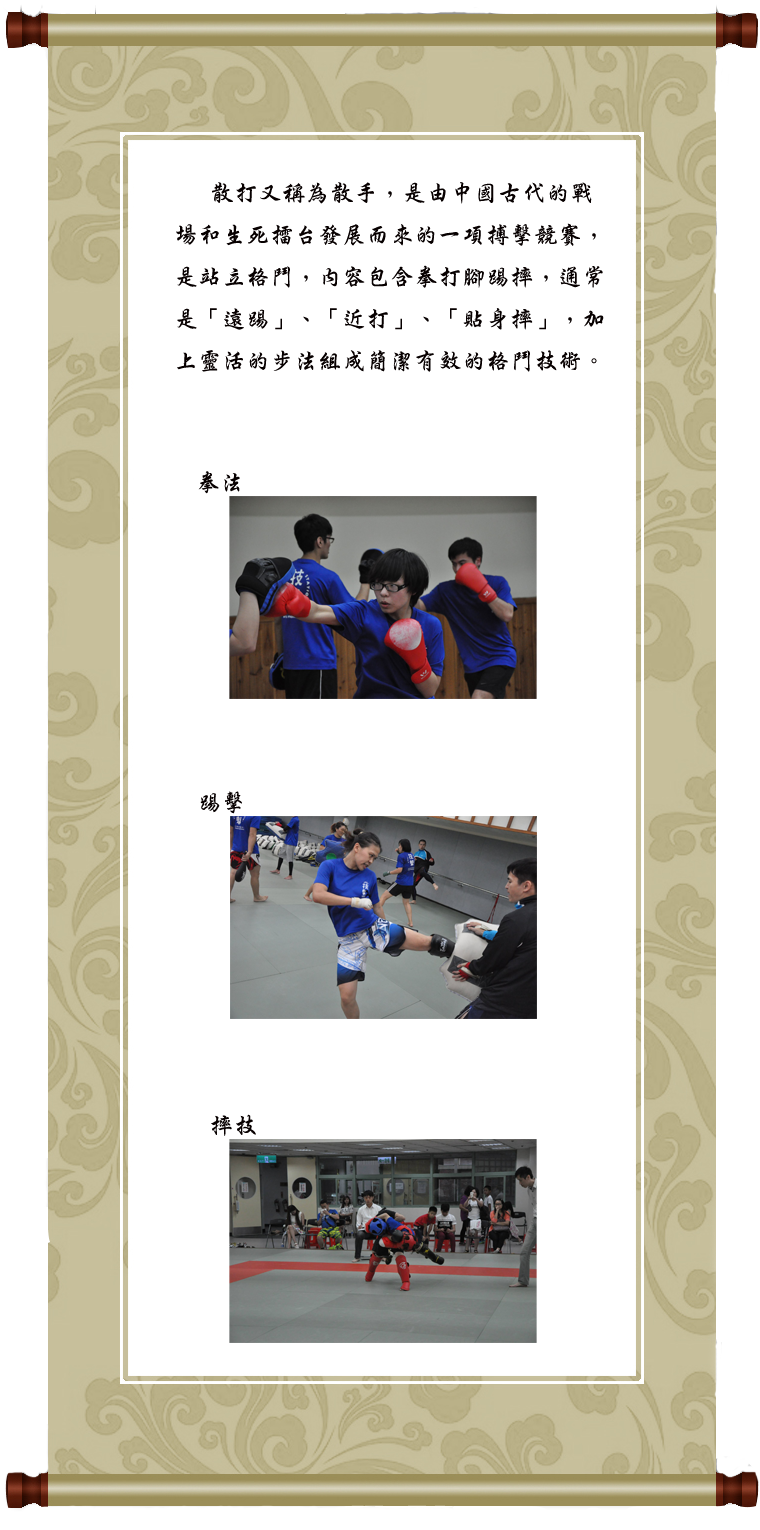 散打又稱為散手，是由中國古代的戰
場和生死擂台發展而來的一項搏擊競賽，
是站立格鬥，內容包含拳打腳踢摔，通常
是「遠踢」、「近打」、「貼身摔」，加
上靈活的步法組成簡潔有效的格鬥技術。
拳法
技
踢擊
摔技